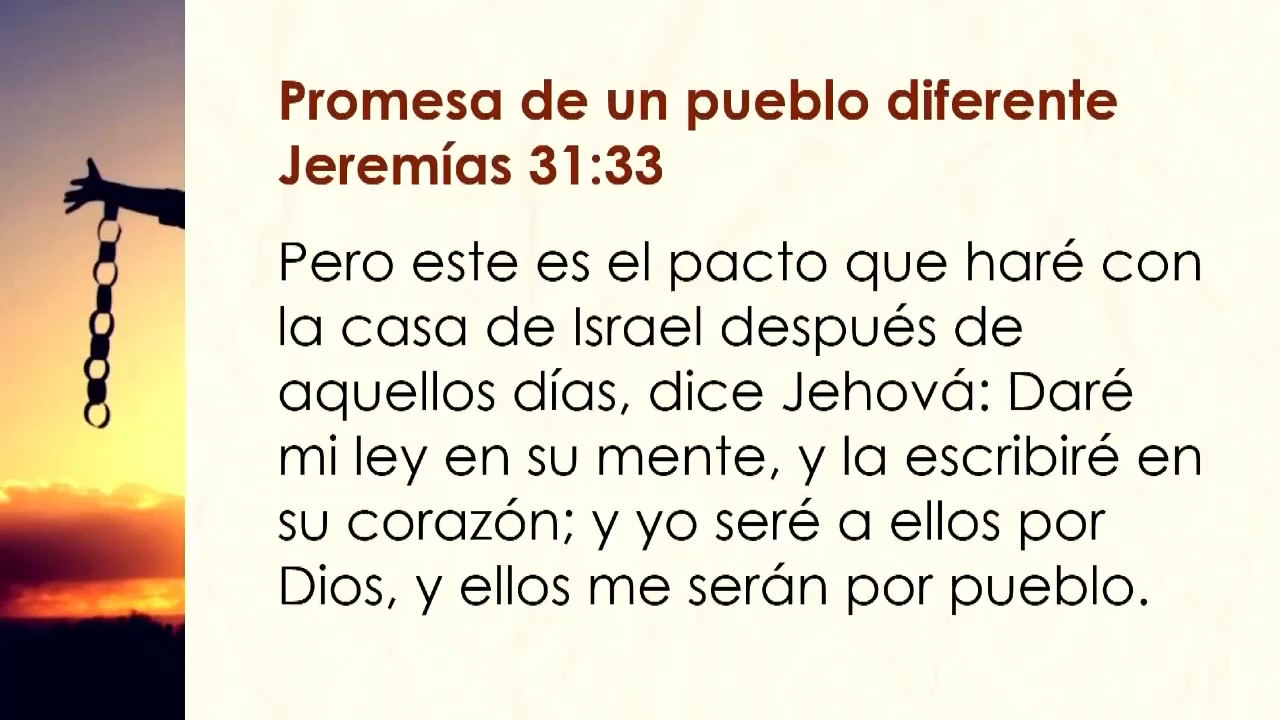 Promesa de un pueblo diferente
Jeremías 31:33
Pero este es el pacto que haré con
la casa de Israel después de
aquellos días, dice Jehová: Daré
mi ley en su mente, y la escribiré en
su corazón; y yo seré a ellos por
Dios, y ellos me serán por pueblo.